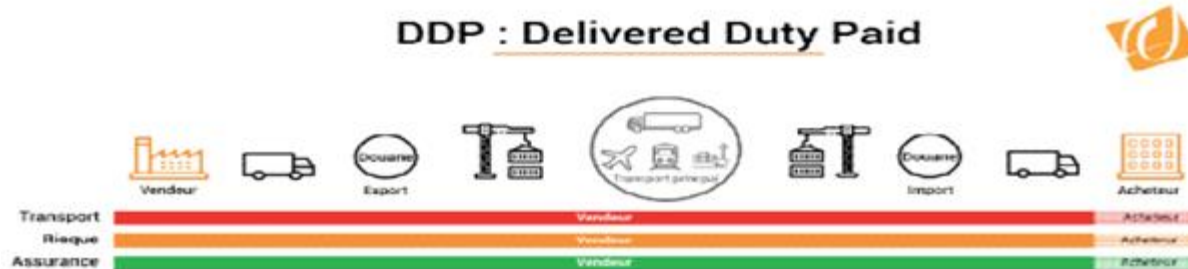 DDP : Delivered Duty Paid
Douane
Douane
Transport principal
Vendeur
Export
Import
Acheteur
Transport Vendeur Acheteur
Risque Vendeur Acheteur
Assurance Vendeur Acheteur